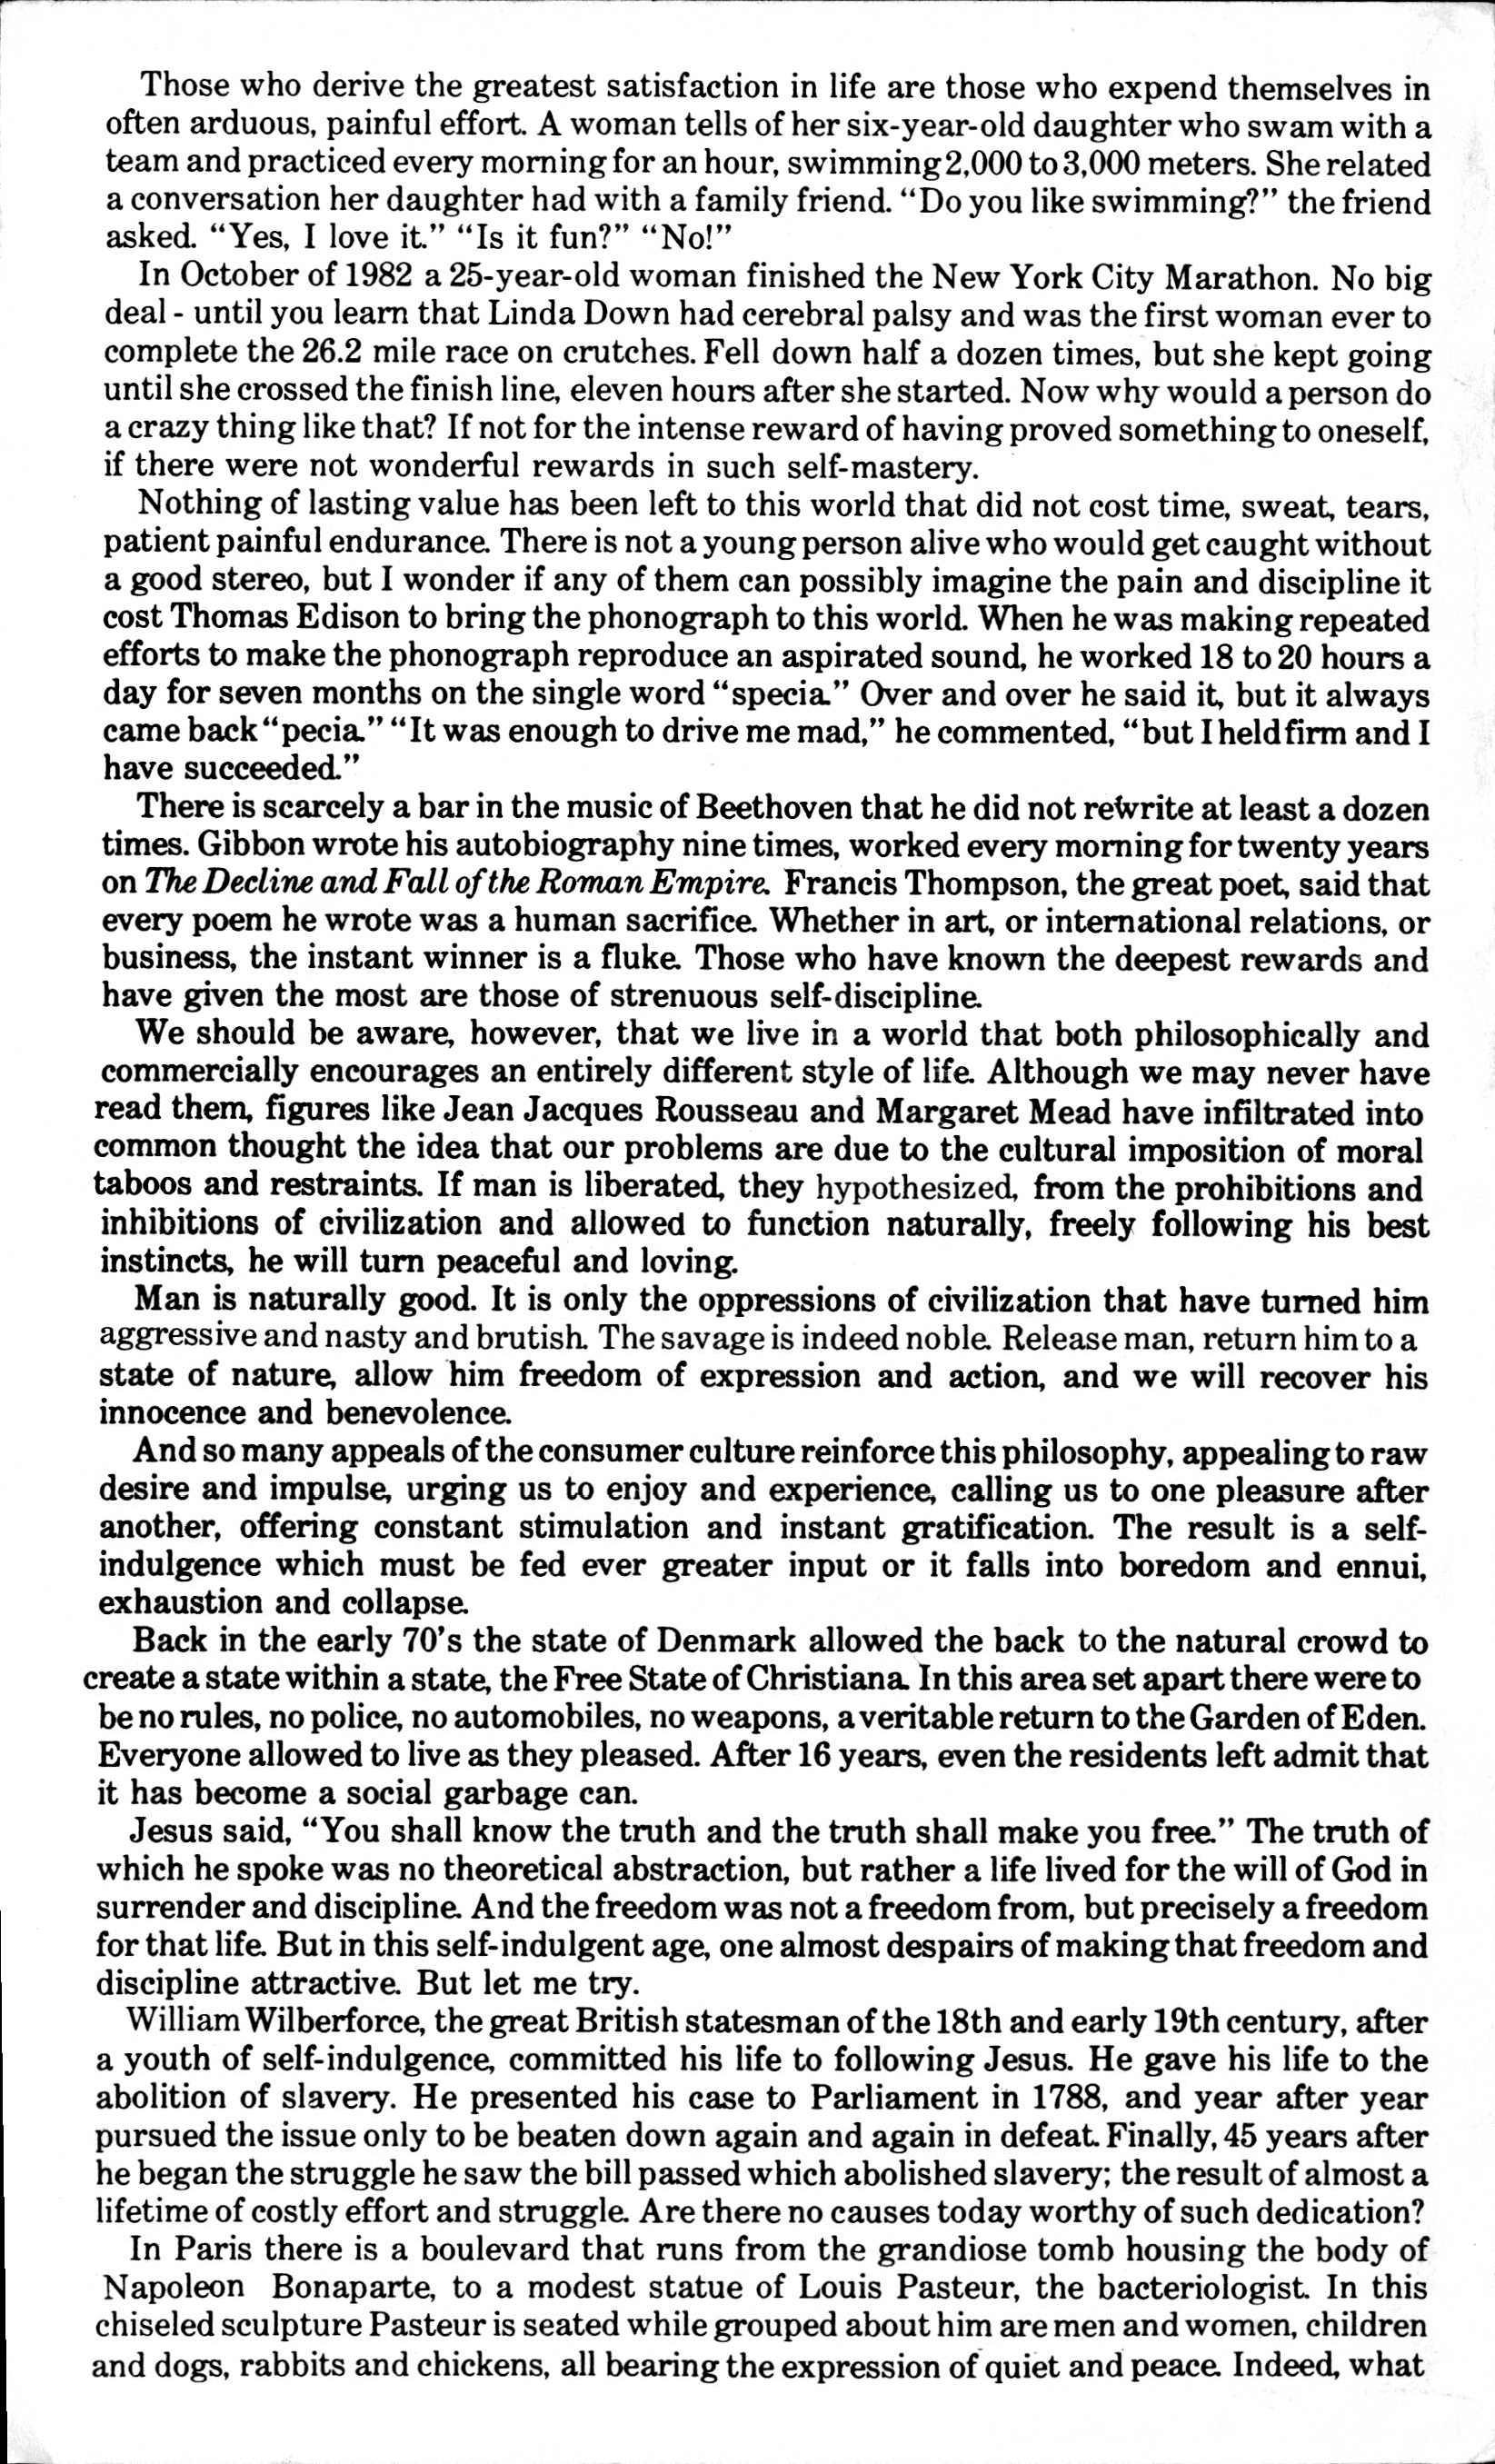 Those who derive the greatest satisfaction in life are those who expend themselves in
often arduous, painful effort. A woman tells of her six-year-old daughter who swam with a
team and practiced every morning for an hour, swimming 2,000 to 3,000 meters. She related
a conversation her daughter had with a family friend. “Do you like swimming?” the friend
asked. “Yes, I love it.” “Is it fun?” “No!”
In October of 1982 a 25-year-old woman finished the New York City Marathon. No big
deal - until you learn that Linda Down had cerebral palsy and was the first woman ever to
complete the 26.2 mile race on crutches. Fell down half a dozen times, but she kept going
until she crossed the finish line, eleven hours after she started. Now why would a person do
a crazy thing like that? If not for the intense reward of having proved something to oneself,
if there were not wonderful rewards in such self-mastery.
Nothing of lasting value has been left to this world that did not cost time, sweat, tears,
patient painful endurance. There is not a young person alive who would get caught without
a good stereo, but I wonder if any of them can possibly imagine the pain and discipline it
cost Thomas Edison to bring the phonograph to this world. When he was making repeated
efforts to make the phonograph reproduce an aspirated sound, he worked 18 to 20 hours a
day for seven months on the single word “specia.” Over and over he said it, but it always
came back “pecia.” “It was enough to drive me mad,” he commented, “but I held firm and I
have succeeded.”
There is scarcely a bar in the music of Beethoven that he did not rewrite at least a dozen
times. Gibbon wrote his autobiography nine times, worked every morning for twenty years
on The Decline and Fall of the Roman Empire. Francis Thompson, the great poet, said that
every poem he wrote was a human sacrifice. Whether in art, or international relations, or
business, the instant winner is a fluke. Those who have known the deepest rewards and
have given the most are those of strenuous self-discipline.
We should be aware, however, that we live in a world that both philosophically and
commercially encourages an entirely different style of life. Although we may never have
read them, figures like Jean Jacques Rousseau and Margaret Mead have infiltrated into
common thought the idea that our problems are due to the cultural imposition of moral
taboos and restraints. If man is liberated, they hypothesized, from the prohibitions and
inhibitions of civilization and allowed to function naturally, freely following his best
instincts, he will turn peaceful and loving.
Man is naturally good. It is only the oppressions of civilization that have turned him
aggressive and nasty and brutish. The savage is indeed noble. Release man, return him to a
state of nature, allow him freedom of expression and action, and we will recover his
innocence and benevolence.
And so many appeals of the consumer culture reinforce this philosophy, appealing to raw
desire and impulse, urging us to enjoy and experience, calling us to one pleasure after
another, offering constant stimulation and instant gratification. The result is a self-
indulgence which must be fed ever greater input or it falls into boredom and ennui,
exhaustion and collapse.
Back in the early 70’s the state of Denmark allowed the back to the natural crowd to
create a state within a state, the Free State of Christiana. In this area set apart there were to
be no rules, no police, no automobiles, no weapons, a veritable return to the Garden of Eden.
Everyone allowed to live as they pleased. After 16 years, even the residents left admit that
it has become a social garbage can.
Jesus said, “You shall know the truth and the truth shall make you free.” The truth of
which he spoke was no theoretical abstraction, but rather a life lived for the will of God in
surrender and discipline. And the freedom was not a freedom from, but precisely a freedom
for that life. But in this self-indulgent age, one almost despairs of making that freedom and
discipline attractive. But let me try.
William Wilberforce, the great British statesman of the 18th and early 19th century, after
a youth of self-indulgence, committed his life to following Jesus. He gave his life to the
abolition of slavery. He presented his case to Parliament in 1788, and year after year
pursued the issue only to be beaten down again and again in defeat. Finally, 45 years after
he began the struggle he saw the bill passed which abolished slavery; the result of almost a
lifetime of costly effort and struggle. Are there no causes today worthy of such dedication?
In Paris there is a boulevard that runs from the grandiose tomb housing the body of
Napoleon Bonaparte, to a modest statue of Louis Pasteur, the bacteriologist. In this
chiseled sculpture Pasteur is seated while grouped about him are men and women, children
and dogs, rabbits and chickens, all bearing the expression of quiet and peace. Indeed, what